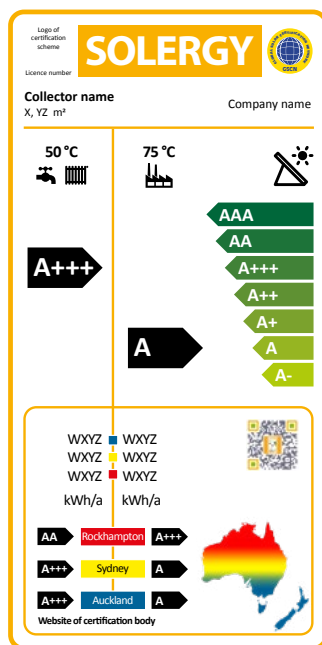 Logo of
certification
scheme
SOLERGY
GSCN
Licence number
Collector name
Company name
X, YZ m²
50 °C
75 °C
AAA
AA
A+++
A+++
A++
A+
A
A
A-
WXYZ WXYZ
WXYZ WXYZ
WXYZ WXYZ
kWh/a kWh/a
AA Rockhampton A+++
A+++ Sydney A
A+++ Auckland A
Website of certification body